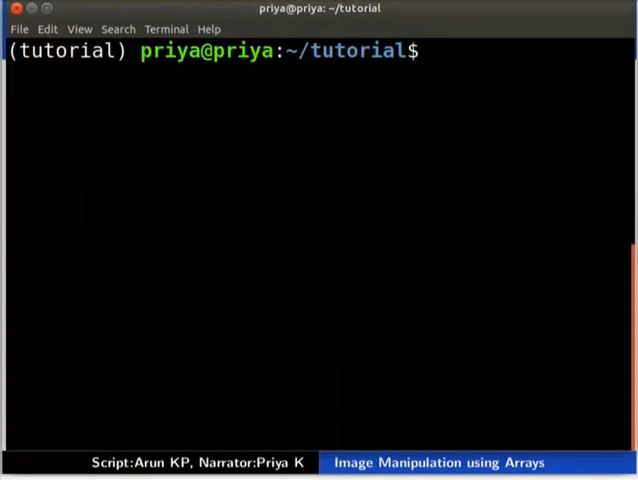 priya@priya: ~/tutorial
File Edit View Search Terminal Help
(tutorial) priya@priya:~/tutorial$
Script:Arun KP, Narrator:Priya K
Image Manipulation using Arrays